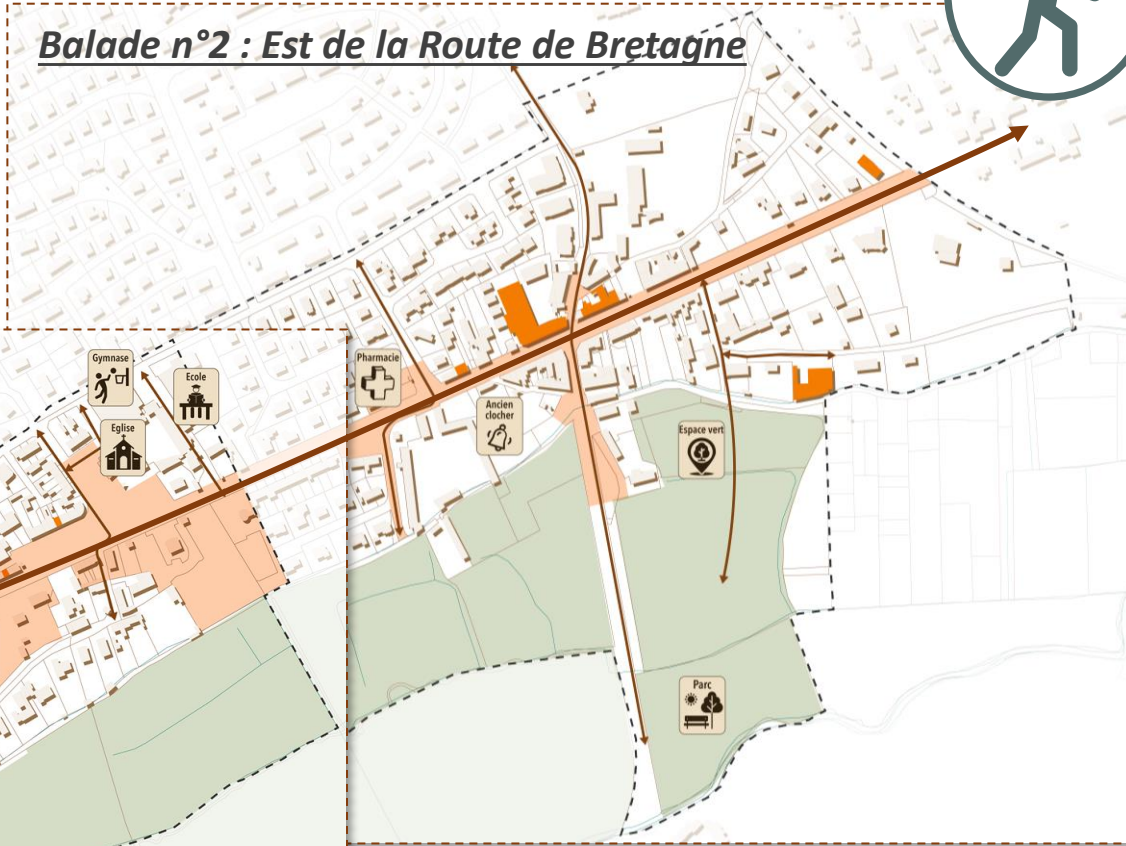 Balade n°2 : Est de la Route de Bretagne
Gymnase
Ecole
Eglise
Pharmacie
Ancien
clocher
Espace vert
Parc